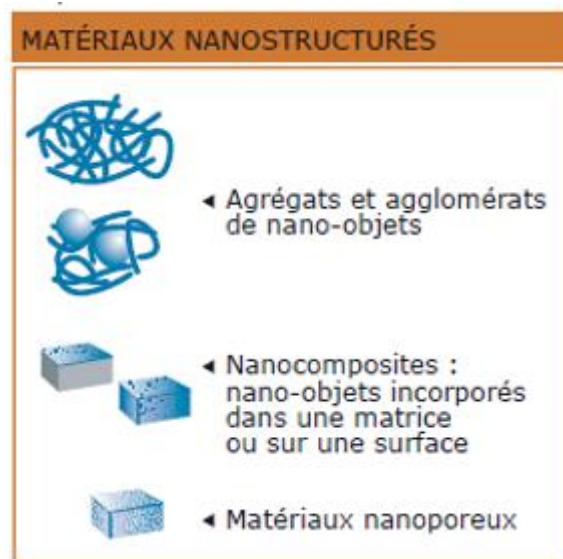 MATÉRIAUX NANOSTRUCTURÉS
Agrégats et agglomérats
de nano-objets
Nanocomposites :
nano-objets incorporés
dans une matrice
ou sur une surface
Matériaux nanoporeux